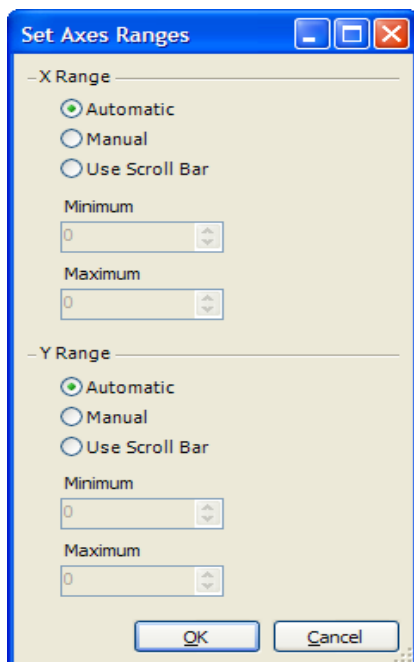 Set Axes Ranges
X Range
Automatic
Manual
Use Scroll Bar
Minimum
0
Maximum
0
Y Range
Automatic
Manual
Use Scroll Bar
Minimum
0
Maximum
0
OK Cancel